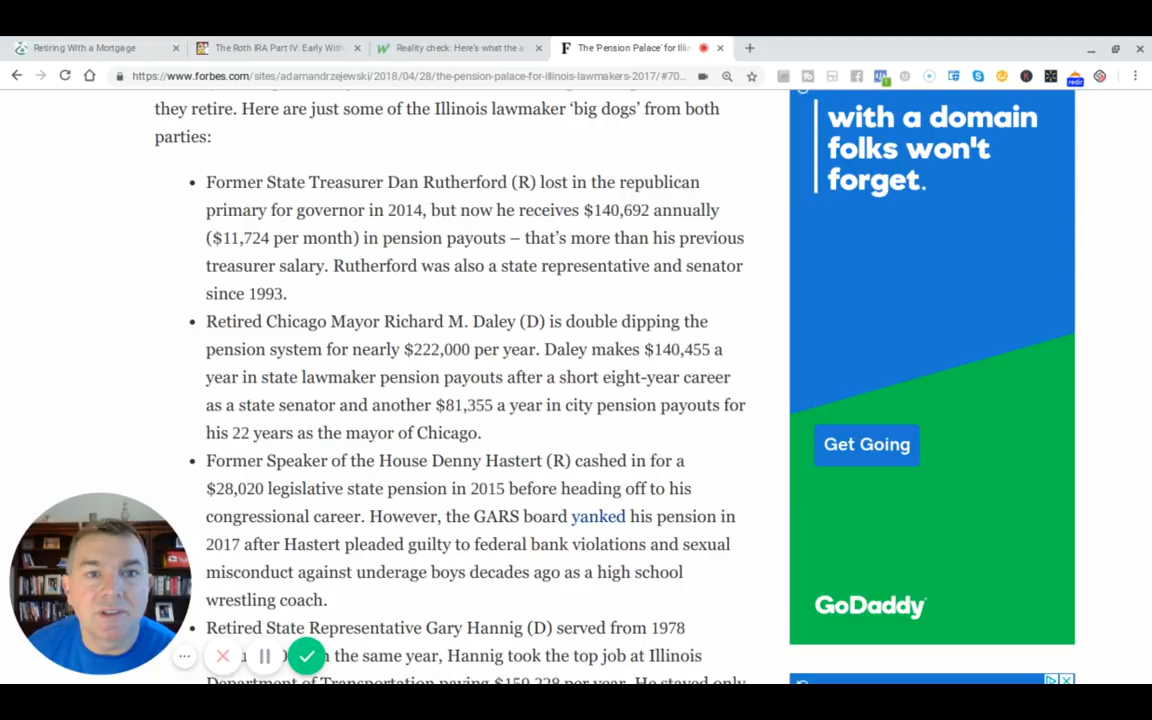 Retiring With a Mortgage
The Roth IRA Part IV: Early With
Reality check: Here's what the a
The 'Pension Palace' for Illin
https://www.forbes.com/sites/adamandrzejewski/2018/04/28/the-pension-palace-for-illinois-lawmakers-2017/#70...
they retire. Here are just some of the Illinois lawmaker 'big dogs' from both
parties:
• Former State Treasurer Dan Rutherford (R) lost in the republican
primary for governor in 2014, but now he receives $140,692 annually
($11,724 per month) in pension payouts – that's more than his previous
treasurer salary. Rutherford was also a state representative and senator
since 1993.
• Retired Chicago Mayor Richard M. Daley (D) is double dipping the
pension system for nearly $222,000 per year. Daley makes $140,455 a
year in state lawmaker pension payouts after a short eight-year career
as a state senator and another $81,355 a year in city pension payouts for
his 22 years as the mayor of Chicago.
• Former Speaker of the House Denny Hastert (R) cashed in for a
$28,020 legislative state pension in 2015 before heading off to his
congressional career. However, the GARS board yanked his pension in
2017 after Hastert pleaded guilty to federal bank violations and sexual
misconduct against underage boys decades ago as a high school
wrestling coach.
• Retired State Representative Gary Hannig (D) served from 1978
the same year, Hannig took the top job at Illinois
Department of Transportation paying $150,228 per year. He stayed only
with a domain
folks won't
forget.
Get Going
GoDaddy